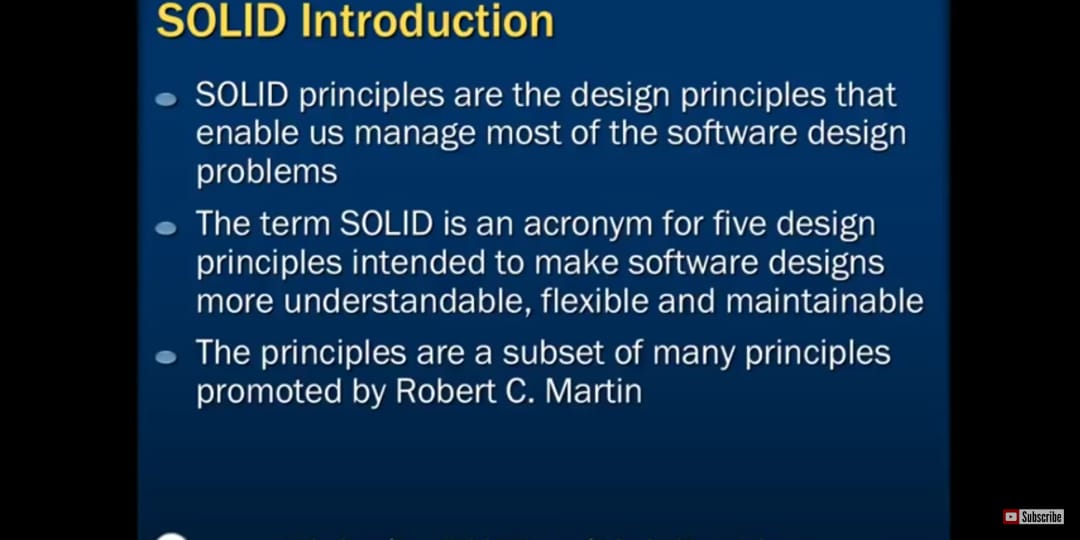 SOLID Introduction
SOLID principles are the design principles that
enable us manage most of the software design
problems
The term SOLID is an acronym for five design
principles intended to make software designs
more understandable, flexible and maintainable
The principles are a subset of many principles
promoted by Robert C. Martin
Subscribe